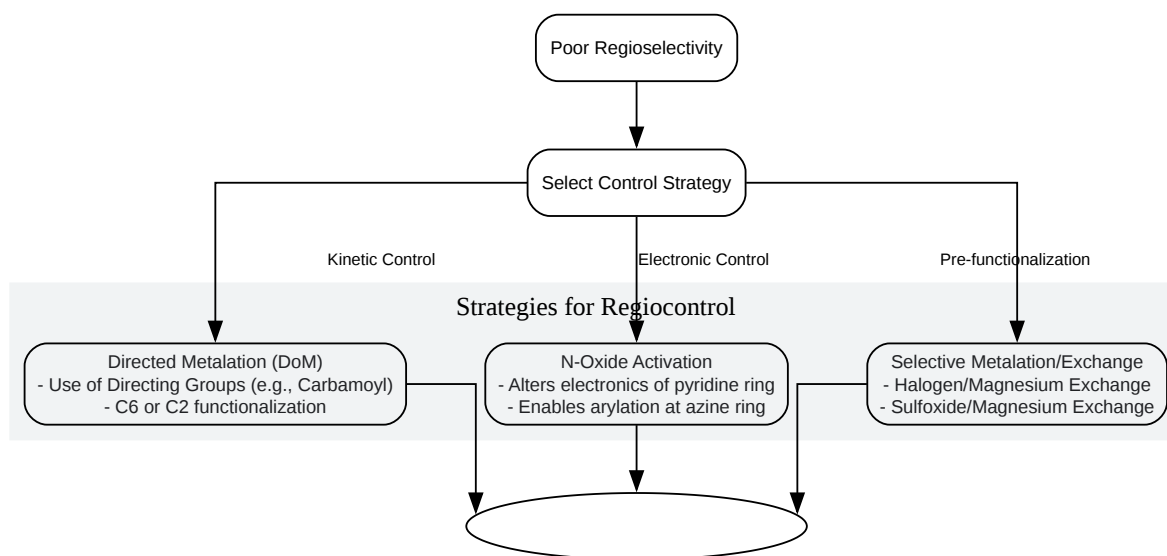 Poor Regioselectivity
Select Control Strategy
Kinetic Control
Electronic Control
Pre-functionalization
Strategies for Regiocontrol
Directed Metalation (DoM)
- Use of Directing Groups (e.g., Carbamoyl)
- C6 or C2 functionalization
N-Oxide Activation
- Alters electronics of pyridine ring
- Enables arylation at azine ring
Selective Metalation/Exchange
- Halogen/Magnesium Exchange
- Sulfoxide/Magnesium Exchange